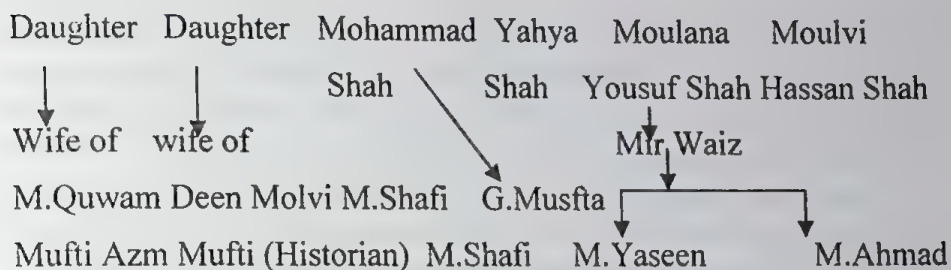 Daughter Daughter Mohammad Yahya Moulana Moulvi
Shah Shah Yousuf Shah Hassan Shah
Wife of wife of Mir Waiz
M.Quwam Deen Molvi M.Shafi G.Musfta
Mufti Azm Mufti (Historian) M.Shafi M.Yaseen M.Ahmad